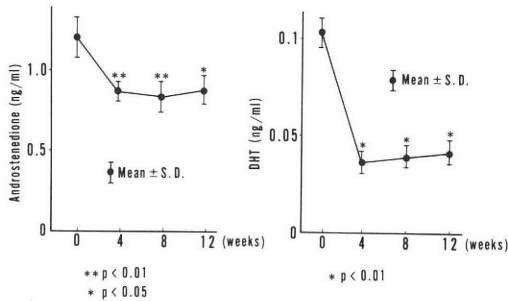 Androstenedione (ng/ml)
1.0
0.5
0
** ** *
Mean ± S.D.
0 4 8 12 (weeks)
** p < 0.01
* p < 0.05
DHT (ng/ml)
0.1
0.05
0
Mean ± S.D.
* * *
0 4 8 12 (weeks)
* p < 0.01